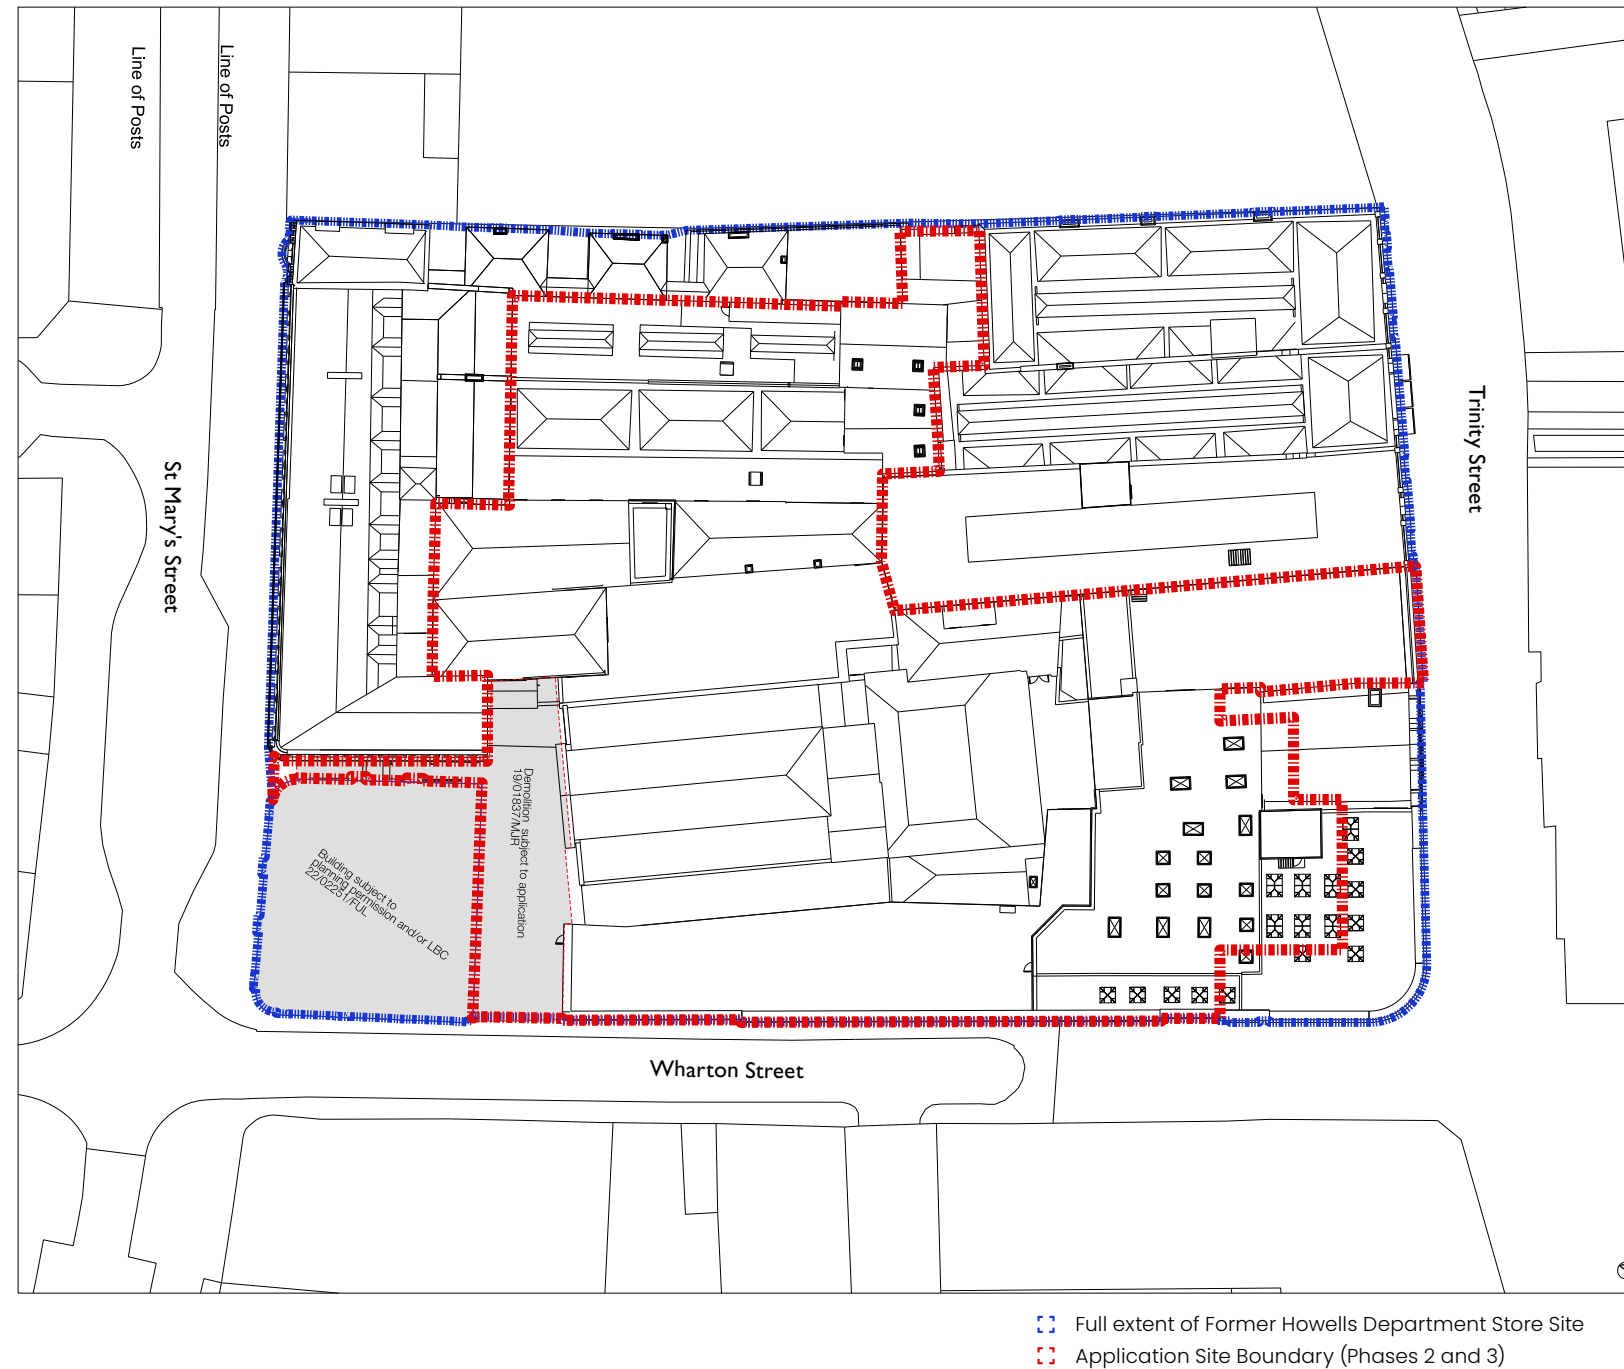 Line of Posts
Line of Posts
St Mary's Street
Trinity Street
Demolition subject to application
19/01837/MJR
Building subject to
planning permission and/or LBC
22/02251/FUL
Wharton Street
Full extent of Former Howells Department Store Site
Application Site Boundary (Phases 2 and 3)